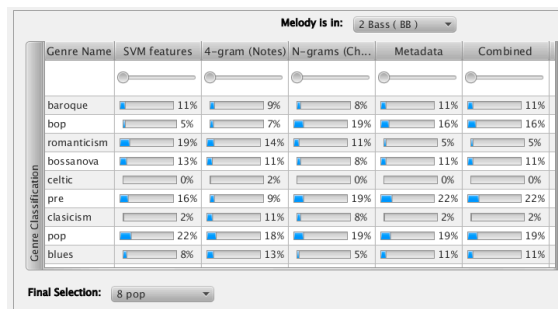 Melody is in: 2 Bass ( BB )
Genre Name SVM features 4-gram (Notes) N-grams (Ch... Metadata Combined
baroque 11% 9% 8% 11% 11%
bop 5% 7% 19% 16% 16%
romanticism 19% 14% 11% 5% 5%
bossanova 13% 11% 8% 11% 11%
celtic 0% 2% 0% 0% 0%
pre 16% 9% 19% 22% 22%
clasicism 2% 11% 8% 2% 2%
pop 22% 18% 19% 19% 19%
blues 8% 13% 5% 11% 11%
Genre Classification
Final Selection: 8 pop